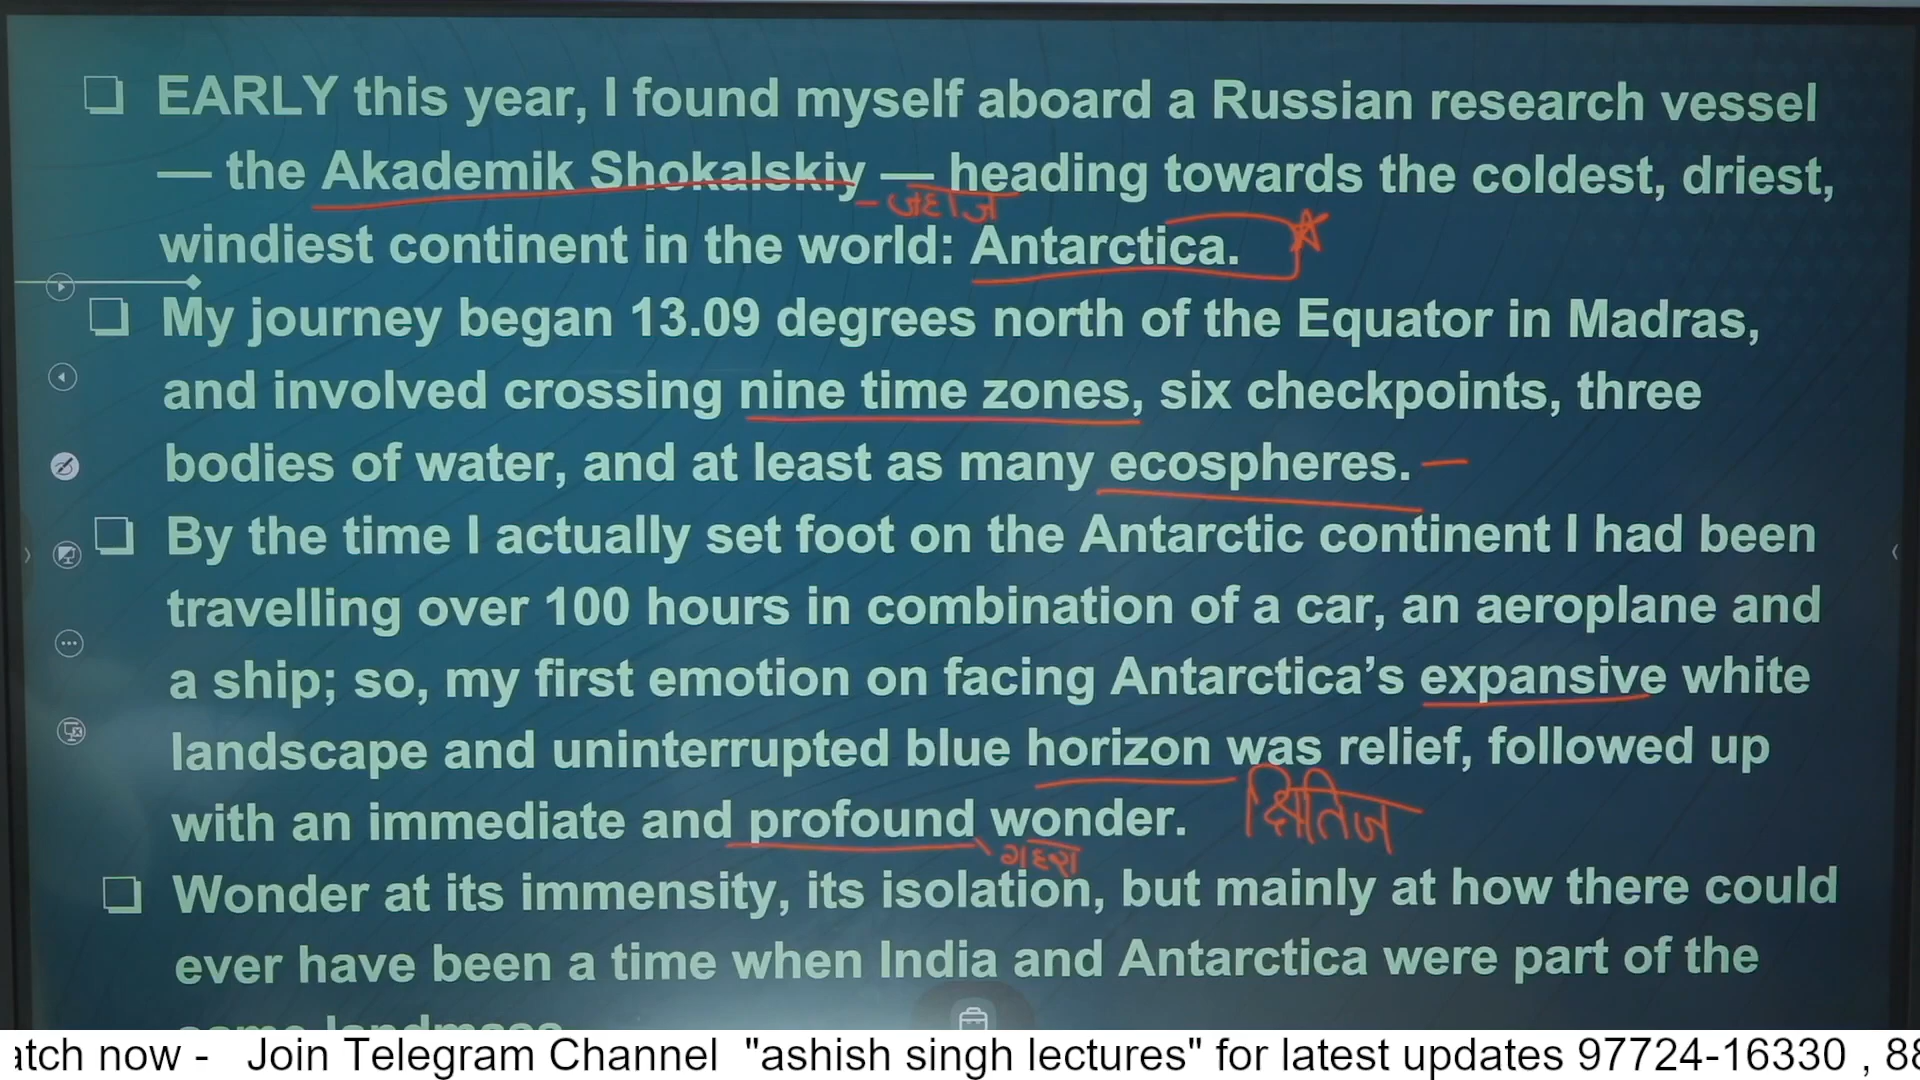 ❑ EARLY this year, I found myself aboard a Russian research vessel
— the Akademik Shokalskiy — heading towards the coldest, driest,
– जहाज
windiest continent in the world: Antarctica.
❑ My journey began 13.09 degrees north of the Equator in Madras,
and involved crossing nine time zones, six checkpoints, three
bodies of water, and at least as many ecospheres. –
❑ By the time I actually set foot on the Antarctic continent I had been
travelling over 100 hours in combination of a car, an aeroplane and
a ship; so, my first emotion on facing Antarctica’s expansive white
landscape and uninterrupted blue horizon was relief, followed up
with an immediate and profound wonder. क्षितिज
गहरा
❑ Wonder at its immensity, its isolation, but mainly at how there could
ever have been a time when India and Antarctica were part of the
same landmass
atch now - Join Telegram Channel "ashish singh lectures" for latest updates 97724-16330 , 88